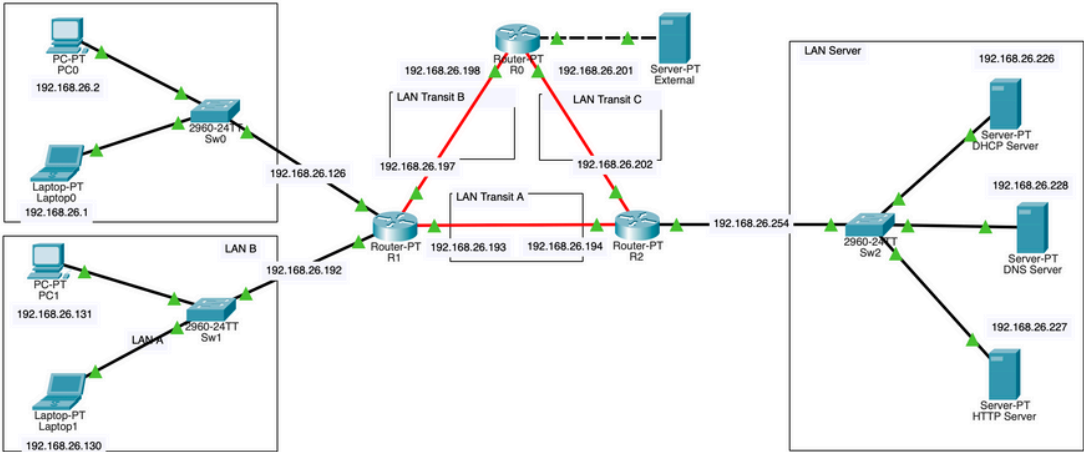 PC-PT
PC0
192.168.26.2
2960-24TT
Sw0
Laptop-PT
Laptop0
192.168.26.1
192.168.26.126
LAN B
PC-PT
PC1
192.168.26.131
2960-24TT
Sw1
LAN A
Laptop-PT
Laptop1
192.168.26.130
192.168.26.192
Router-PT
R0
192.168.26.198
192.168.26.201
Server-PT
External
LAN Transit B
LAN Transit C
192.168.26.197
192.168.26.202
LAN Transit A
Router-PT
R1
192.168.26.193
192.168.26.194
Router-PT
R2
192.168.26.254
LAN Server
192.168.26.226
Server-PT
DHCP Server
192.168.26.228
2960-24TT
Sw2
Server-PT
DNS Server
192.168.26.227
Server-PT
HTTP Server